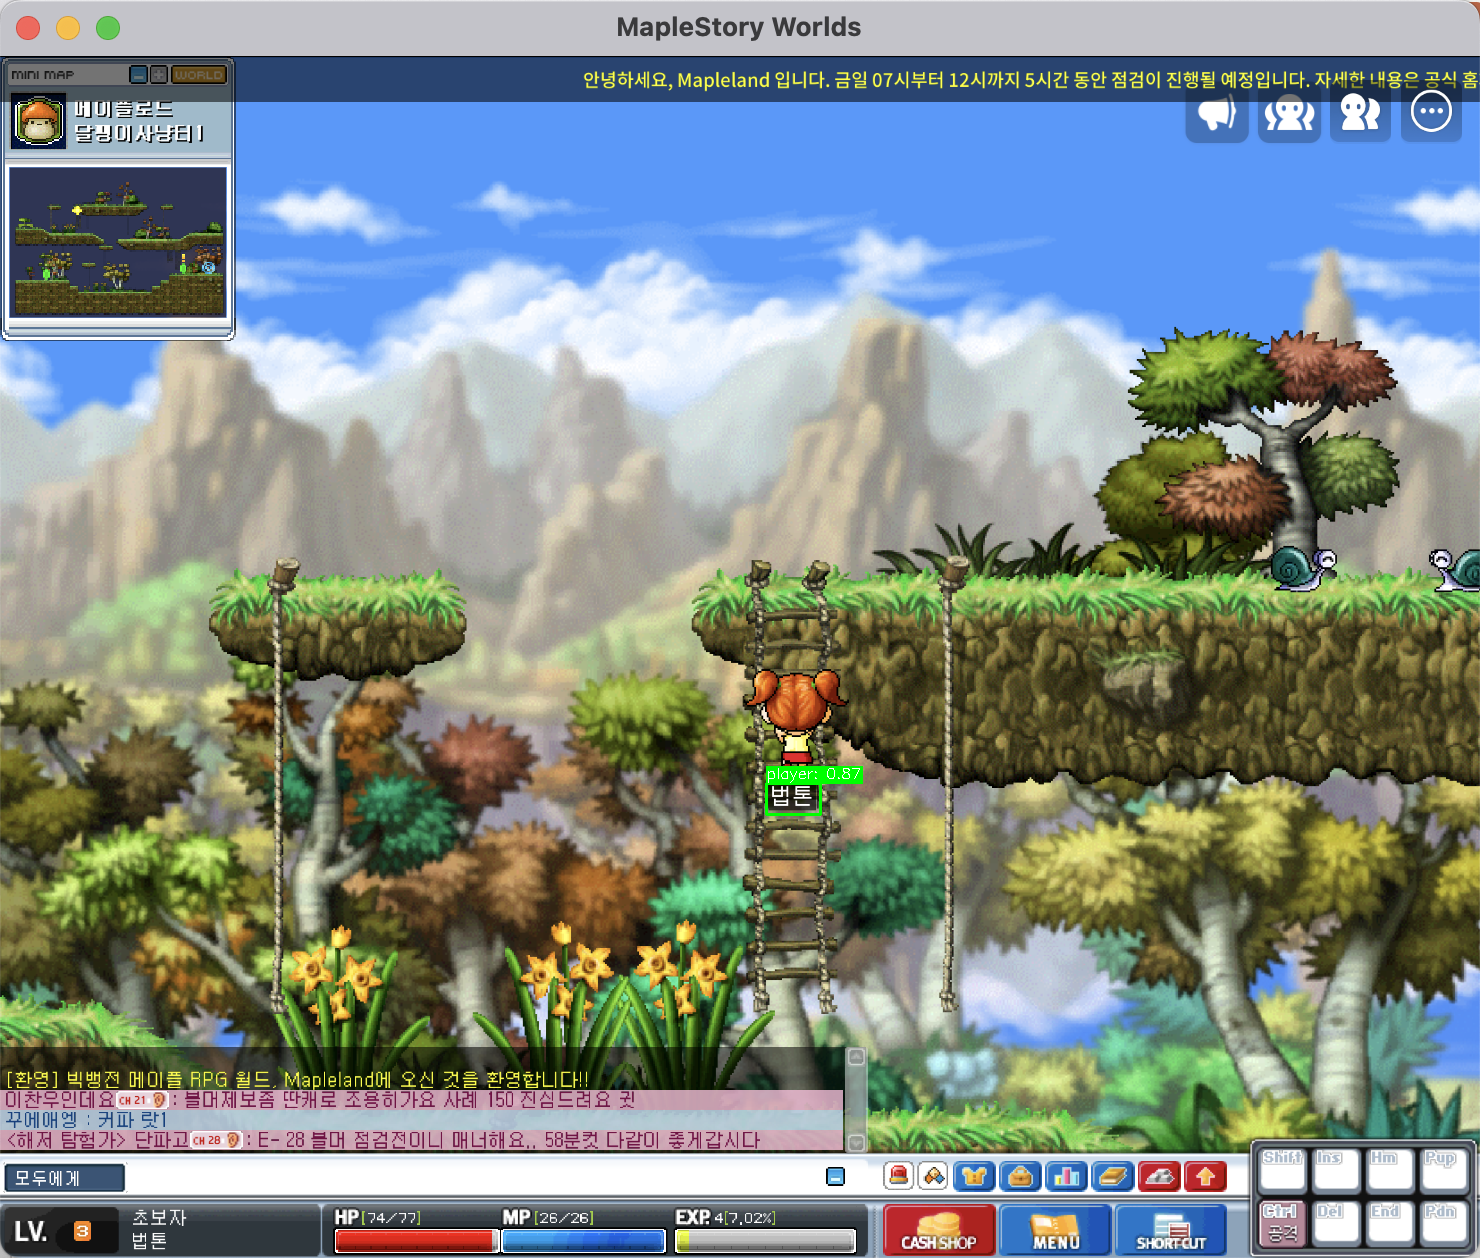 MapleStory Worlds
MINI MAP
WORLD
안녕하세요, Mapleland 입니다. 금일 07시부터 12시까지 5시간 동안 점검이 진행될 예정입니다. 자세한 내용은 공식 홈
메이플로드
달팽이사냥터1
player: 0.87
법톤
[환영] 빅뱅전 메이플 RPG 월드, Mapleland에 오신 것을 환영합니다!!
이찬우인데요 CH 21 : 불머제보좀 딴캐로 조용히가요 사례 150 진심드려요 귓
꾸에애엥 : 커파 랏1
<해저 탐험가> 단파고 CH 28 : E- 28 불머 점검전이니 매너해요.. 58분컷 다같이 좋게갑시다
모두에게
LV. 3
초보자
법톤
HP[74/77]
MP[26/26]
EXP. 4[7.02%]
CASH SHOP
MENU
SHORT CUT
Shift Ins Hm Pup
Ctrl Del End Pdn
공격